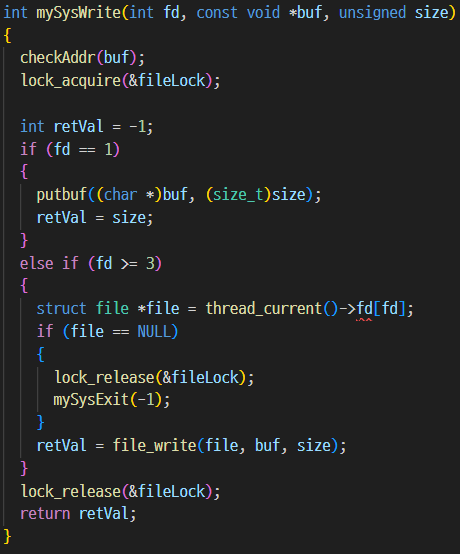 int mySysWrite(int fd, const void *buf, unsigned size)
{
  checkAddr(buf);
  lock_acquire(&fileLock);

  int retVal = -1;
  if (fd == 1)
  {
    putbuf((char *)buf, (size_t)size);
    retVal = size;
  }
  else if (fd >= 3)
  {
    struct file *file = thread_current()->fd[fd];
    if (file == NULL)
    {
      lock_release(&fileLock);
      mySysExit(-1);
    }
    retVal = file_write(file, buf, size);
  }
  lock_release(&fileLock);
  return retVal;
}